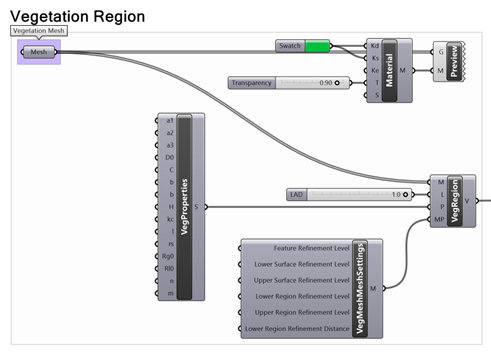 Vegetation Region
Vegetation Mesh
Mesh
Swatch
Kd
Ks
Ke
T
S
Material
M
G
M
Preview
Transparency
0.90
a1
a2
a3
D0
C
b
b
H
kc
l
rs
Rg0
Rl0
n
m
VegProperties
S
LAD
1.0
M
L
P
MP
VegRegion
V
Feature Refinement Level
Lower Surface Refinement Level
Upper Surface Refinement Level
Lower Region Refinement Level
Upper Region Refinement Level
Lower Region Refinement Distance
VegMeshMeshSettings
M